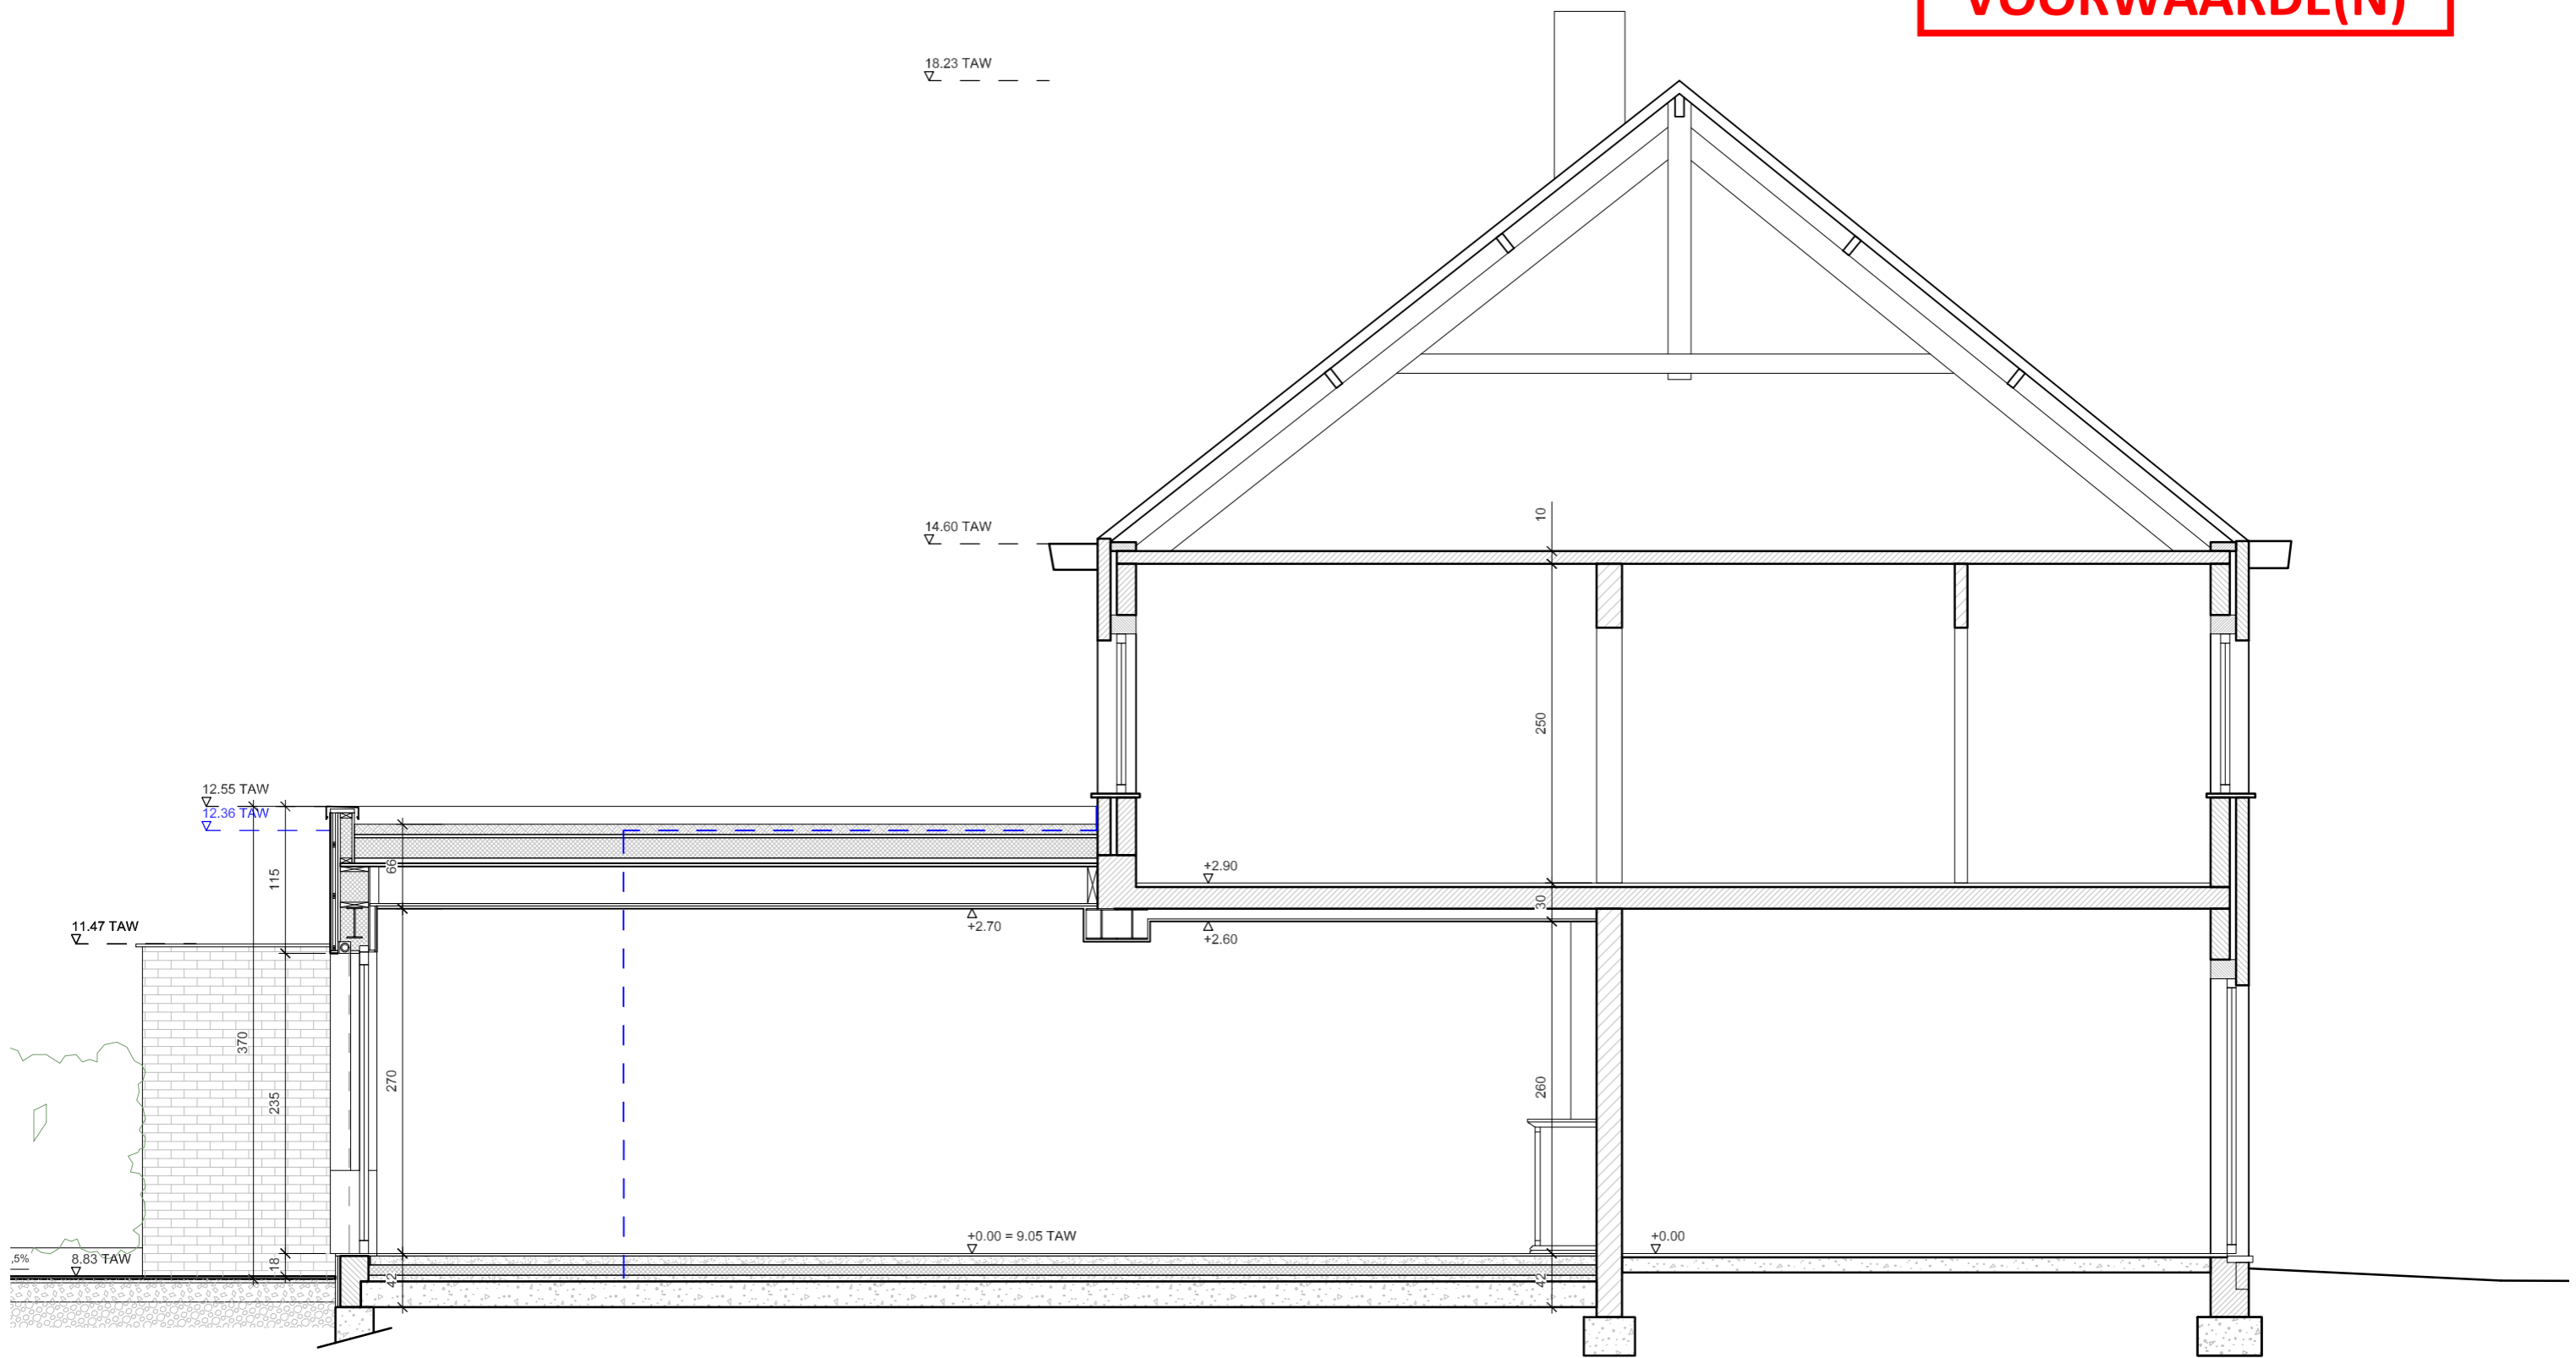 VOORWAARDE(N)
18.23 TAW
14.60 TAW
10
250
12.55 TAW
12.36 TAW
66
115
+2.90
30
11.47 TAW
+2.70
+2.60
370
270
260
235
+0.00 = 9.05 TAW
+0.00
,5%
8.83 TAW
18
42
42